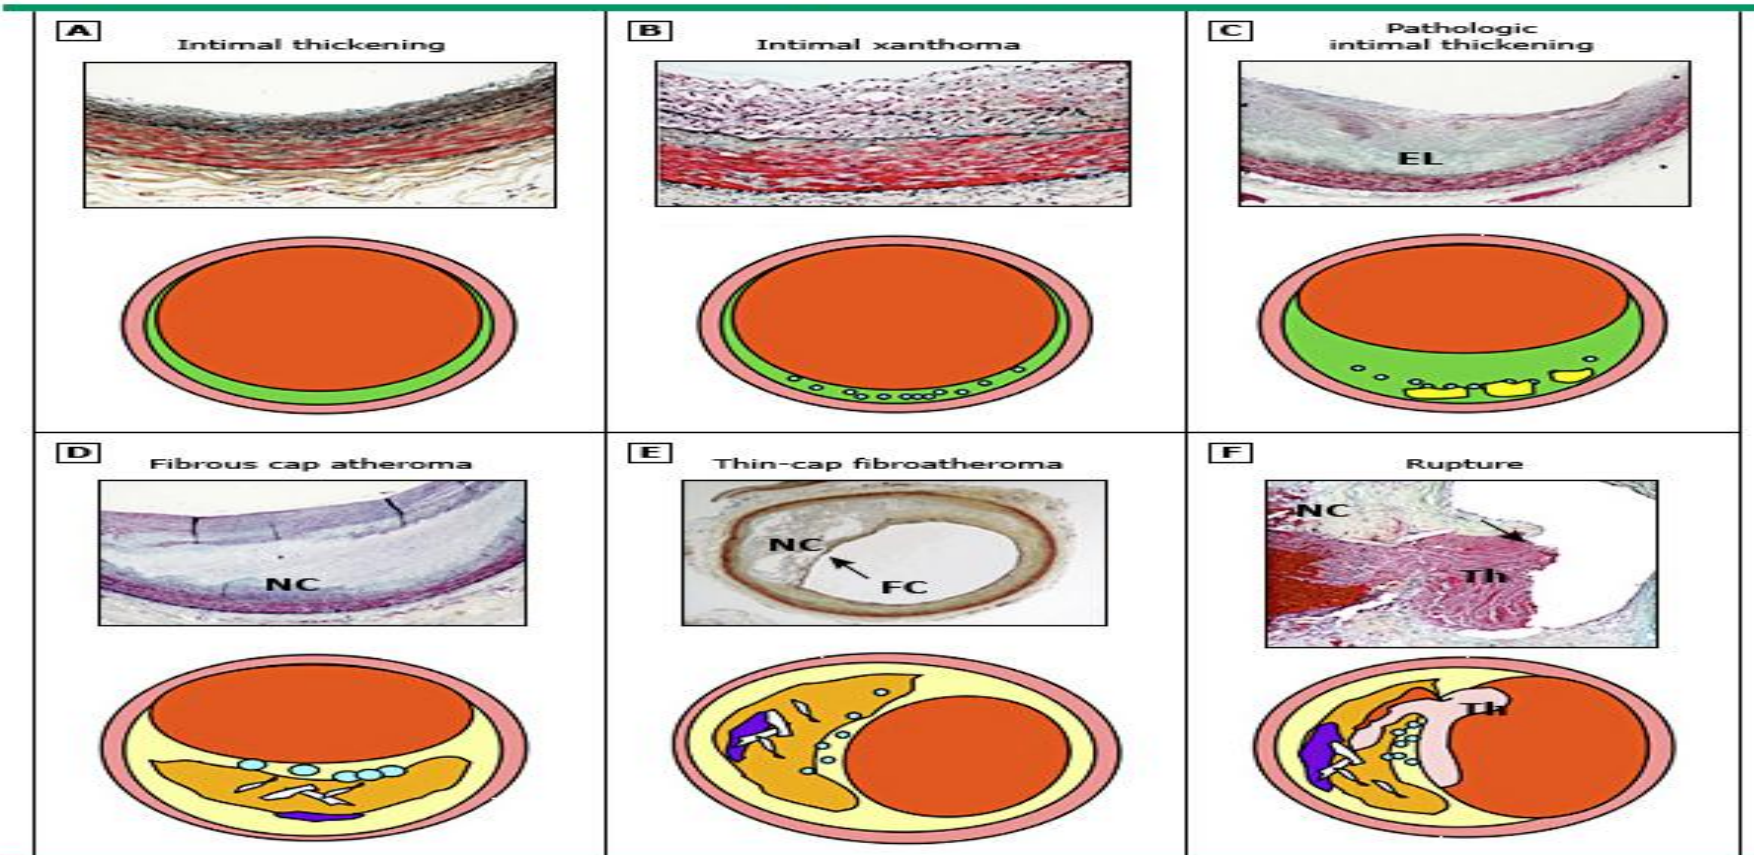 A
Intimal thickening
B
Intimal xanthoma
C
Pathologic
intimal thickening
EL
D
Fibrous cap atheroma
NC
E
Thin-cap fibroatheroma
NC
FC
F
Rupture
NC
Th
Th